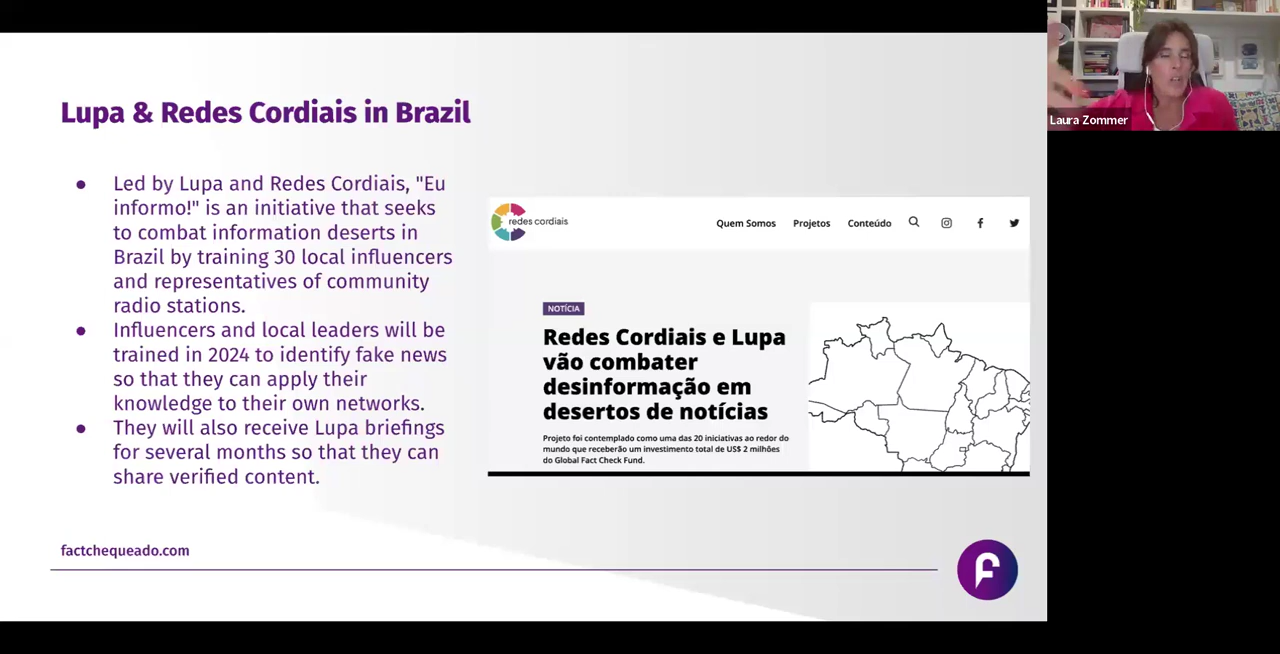 Lupa & Redes Cordiais in Brazil
● Led by Lupa and Redes Cordiais, "Eu
informo!" is an initiative that seeks
to combat information deserts in
Brazil by training 30 local influencers
and representatives of community
radio stations.
● Influencers and local leaders will be
trained in 2024 to identify fake news
so that they can apply their
knowledge to their own networks.
● They will also receive Lupa briefings
for several months so that they can
share verified content.
redes cordiais
Quem Somos Projetos Conteúdo
NOTÍCIA
Redes Cordiais e Lupa
vão combater
desinformação em
desertos de notícias
Projeto foi contemplado como uma das 20 iniciativas ao redor do
mundo que receberão um investimento total de US$ 2 milhões
do Global Fact Check Fund.
factchequeado.com
Laura Zommer